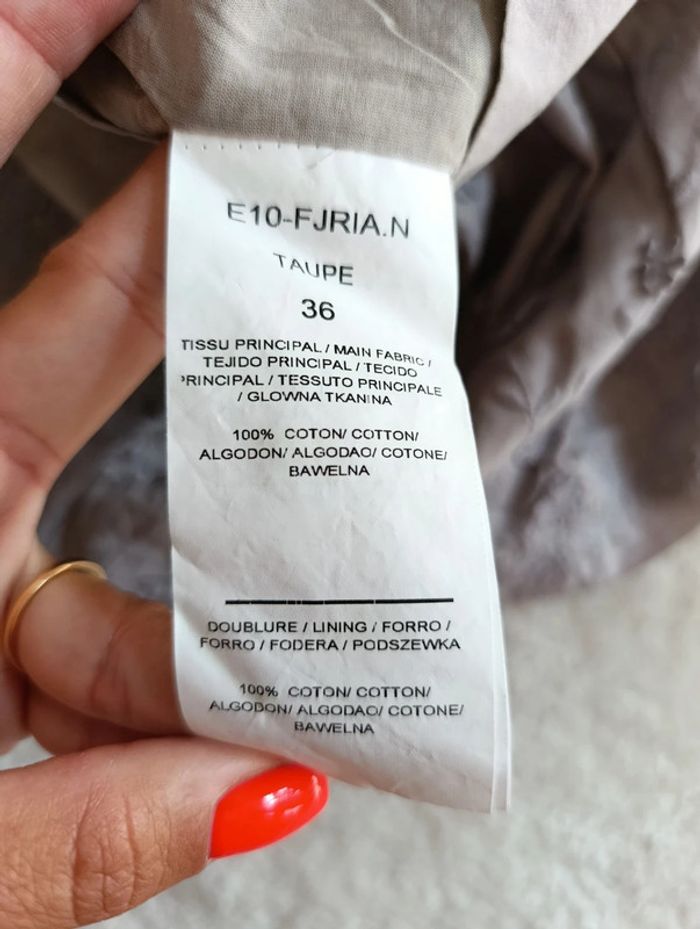 E10-FJRIA.N
TAUPE
36
TISSU PRINCIPAL / MAIN FABRIC /
TEJIDO PRINCIPAL / TECIDO
PRINCIPAL / TESSUTO PRINCIPALE
/ GLOWNA TKANINA
100% COTON/ COTTON/
ALGODON/ ALGODAO/ COTONE/
BAWELNA
DOUBLURE / LINING / FORRO /
FORRO / FODERA / PODSZEWKA
100% COTON/ COTTON/
ALGODON/ ALGODAO/ COTONE/
BAWELNA